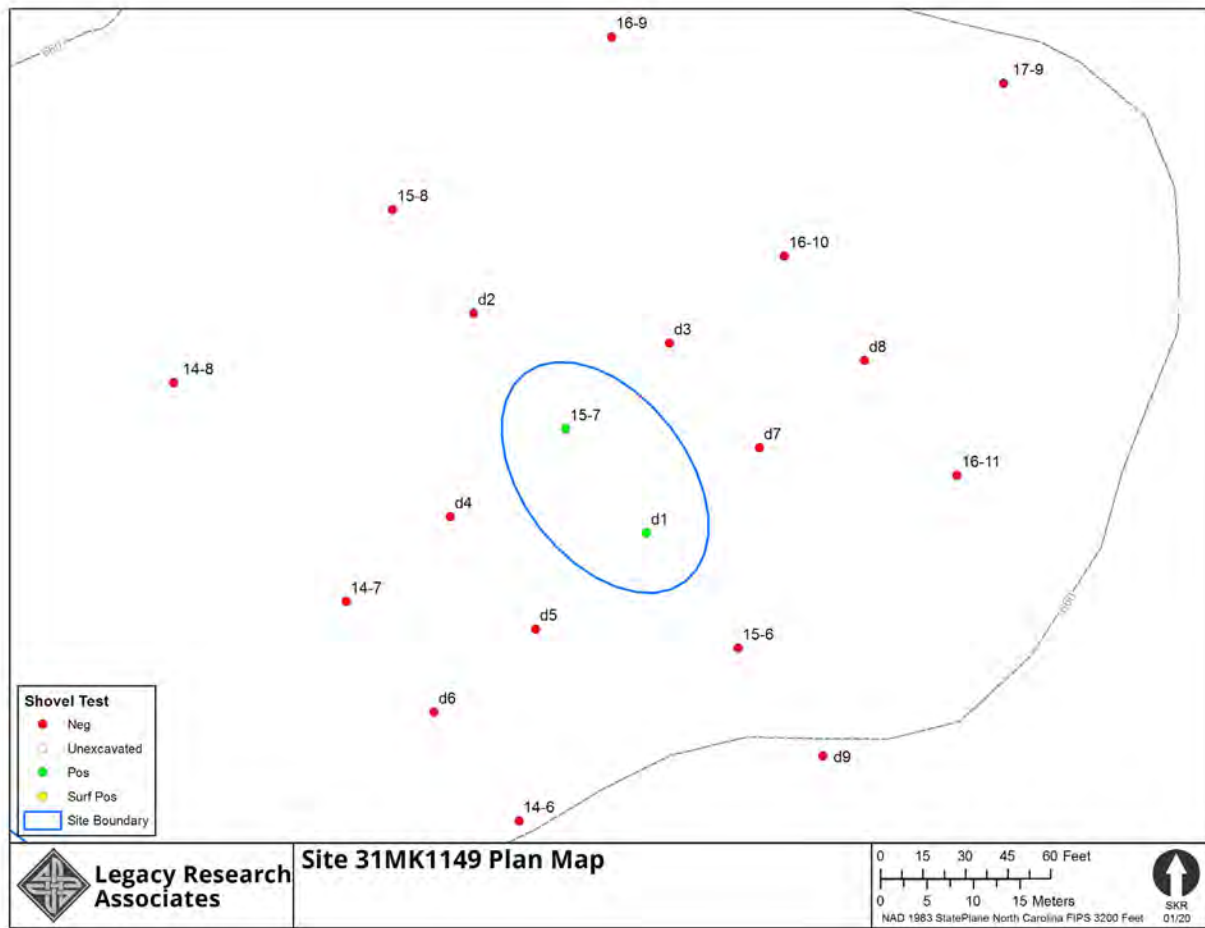 660
16-9
17-9
15-8
16-10
d2
d3
d8
14-8
15-7
d7
16-11
d4
d1
14-7
d5
15-6
660
d6
d9
14-6
Shovel Test
Neg
Unexcavated
Pos
Surf Pos
Site Boundary
Legacy Research
Associates
Site 31MK1149 Plan Map
0 15 30 45 60 Feet
0 5 10 15 Meters
NAD 1983 StatePlane North Carolina FIPS 3200 Feet
SKR
01/20